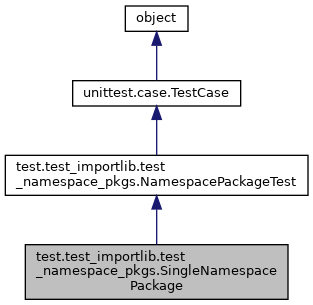 object
unittest.case.TestCase
test.test_importlib.test
_namespace_pkgs.NamespacePackageTest
test.test_importlib.test
_namespace_pkgs.SingleNamespace
Package